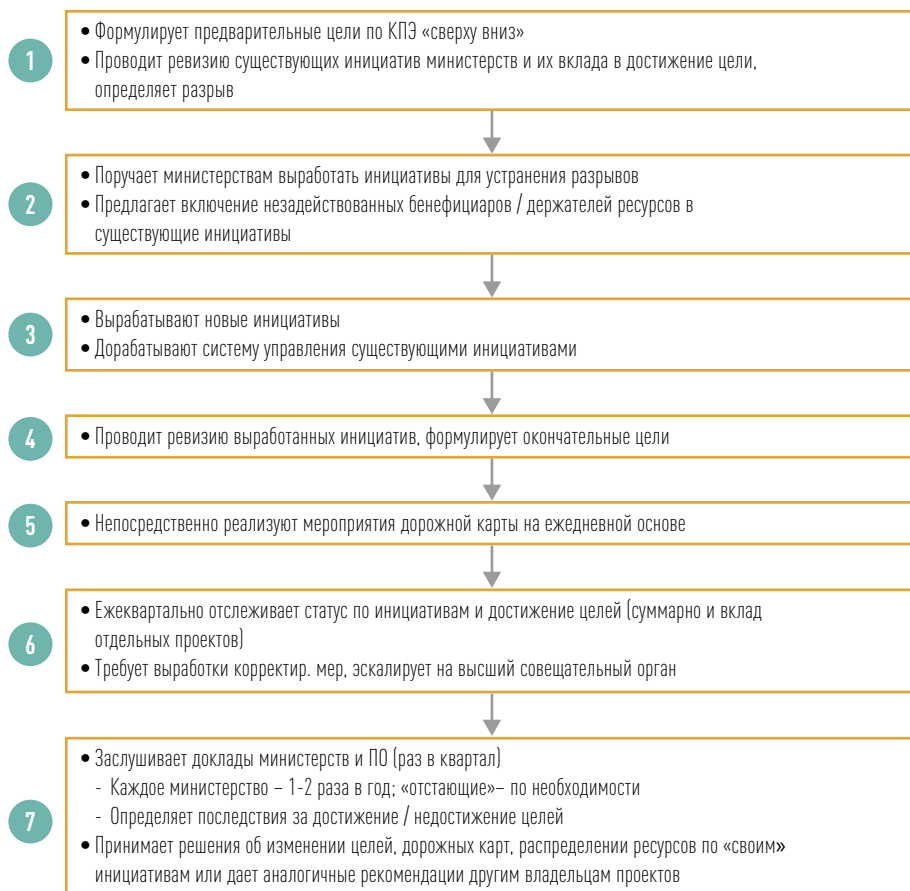 1
• Формулирует предварительные цели по КПЭ «сверху вниз»
• Проводит ревизию существующих инициатив министерств и их вклада в достижение цели,
определяет разрыв
2
• Поручает министерствам выработать инициативы для устранения разрывов
• Предлагает включение незадействованных бенефициаров / держателей ресурсов в
существующие инициативы
3
• Вырабатывают новые инициативы
• Дорабатывают систему управления существующими инициативами
4
• Проводит ревизию выработанных инициатив, формулирует окончательные цели
5
• Непосредственно реализуют мероприятия дорожной карты на ежедневной основе
6
• Ежеквартально отслеживает статус по инициативам и достижение целей (суммарно и вклад
отдельных проектов)
• Требует выработки корректир. мер, эскалирует на высший совещательный орган
7
• Заслушивает доклады министерств и ПО (раз в квартал)
- Каждое министерство – 1-2 раза в год; «отстающие»– по необходимости
- Определяет последствия за достижение / недостижение целей
• Принимает решения об изменении целей, дорожных карт, распределении ресурсов по «своим»
инициативам или дает аналогичные рекомендации другим владельцам проектов